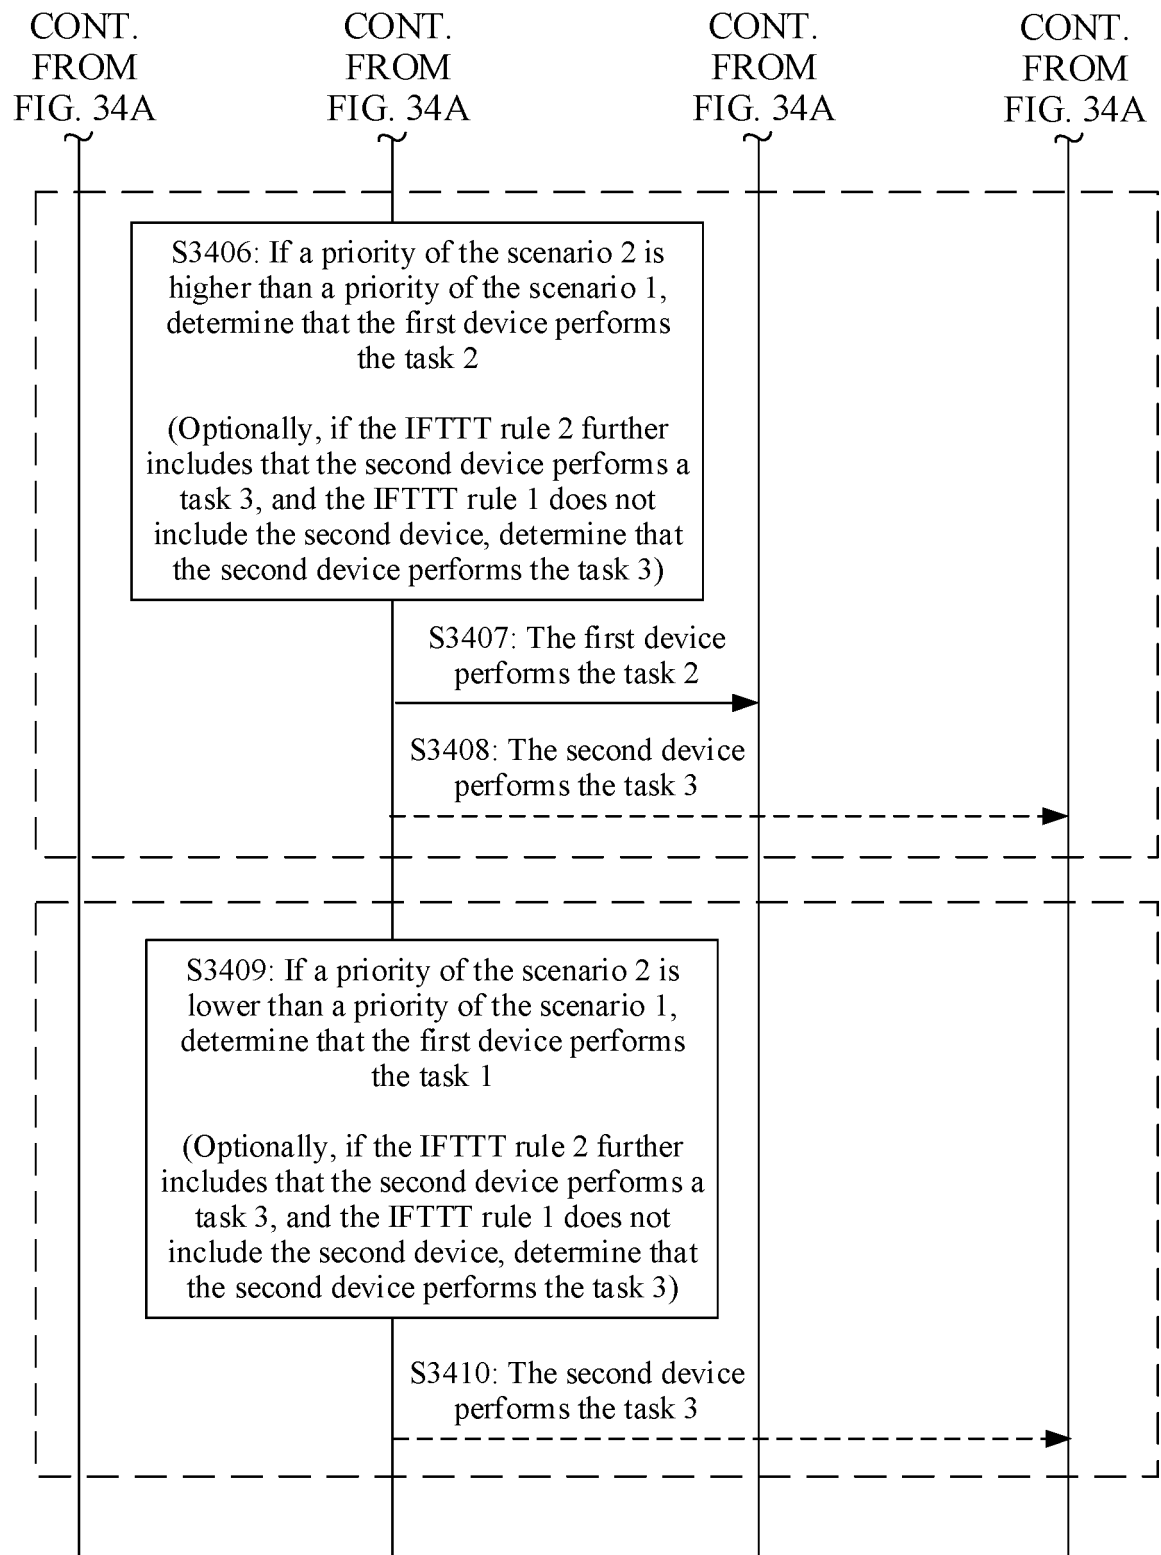 CONT.
FROM
FIG. 34A
CONT.
FROM
FIG. 34A
CONT.
FROM
FIG. 34A
CONT.
FROM
FIG. 34A
S3406: If a priority of the scenario 2 is
higher than a priority of the scenario 1,
determine that the first device performs
the task 2
(Optionally, if the IFTTT rule 2 further
includes that the second device performs a
task 3, and the IFTTT rule 1 does not
include the second device, determine that
the second device performs the task 3)
S3407: The first device
performs the task 2
S3408: The second device
performs the task 3
S3409: If a priority of the scenario 2 is
lower than a priority of the scenario 1,
determine that the first device performs
the task 1
(Optionally, if the IFTTT rule 2 further
includes that the second device performs a
task 3, and the IFTTT rule 1 does not
include the second device, determine that
the second device performs the task 3)
S3410: The second device
performs the task 3